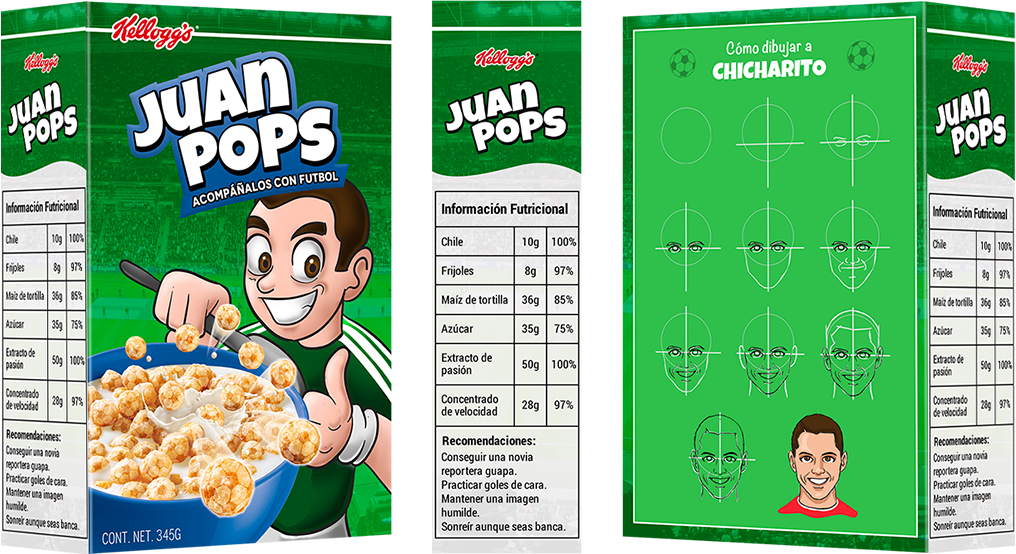 Kellogg's
JUAN
POPS
Información Futricional
Chile 10g 100%
Frijoles 8g 97%
Maíz de tortilla 36g 85%
Azúcar 35g 75%
Extracto de
pasión 50g 100%
Concentrado
de velocidad 28g 97%
Recomendaciones:
Conseguir una novia
reportera guapa.
Practicar goles de cara.
Mantener una imagen
humilde.
Sonreír aunque seas banca.
Kellogg's
JUAN
POPS
ACOMPÁÑALOS CON FUTBOL
CONT. NET. 345G
Kellogg's
JUAN
POPS
Información Futricional
Chile 10g 100%
Frijoles 8g 97%
Maíz de tortilla 36g 85%
Azúcar 35g 75%
Extracto de
pasión 50g 100%
Concentrado
de velocidad 28g 97%
Recomendaciones:
Conseguir una novia
reportera guapa.
Practicar goles de cara.
Mantener una imagen
humilde.
Sonreír aunque seas banca.
Cómo dibujar a
CHICHARITO
Kellogg's
JUAN
POPS
Información Futricional
Chile 10g 100%
Frijoles 8g 97%
Maíz de tortilla 36g 85%
Azúcar 35g 75%
Extracto de
pasión 50g 100%
Concentrado
de velocidad 28g 97%
Recomendaciones:
Conseguir una novia
reportera guapa.
Practicar goles de cara.
Mantener una imagen
humilde.
Sonreír aunque seas banca.